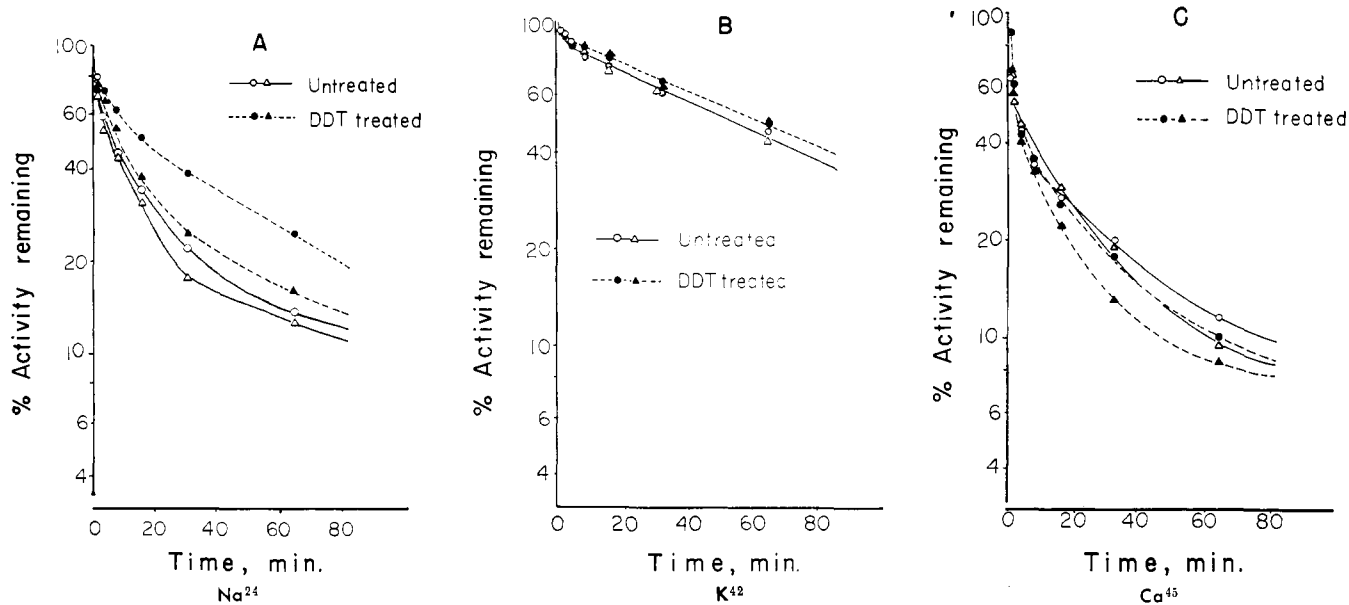 A
Untreated
DDT treated
100
60
40
20
10
6
4
% Activity remaining
0 20 40 60 80
Time, min.
Na²⁴
B
100
60
40
20
10
6
4
% Activity remaining
Untreated
DDT treated
0 20 40 60 80
Time, min.
K⁴²
C
Untreated
DDT treated
100
60
40
20
10
6
4
% Activity remaining
0 20 40 60 80
Time, min.
Ca⁴⁵